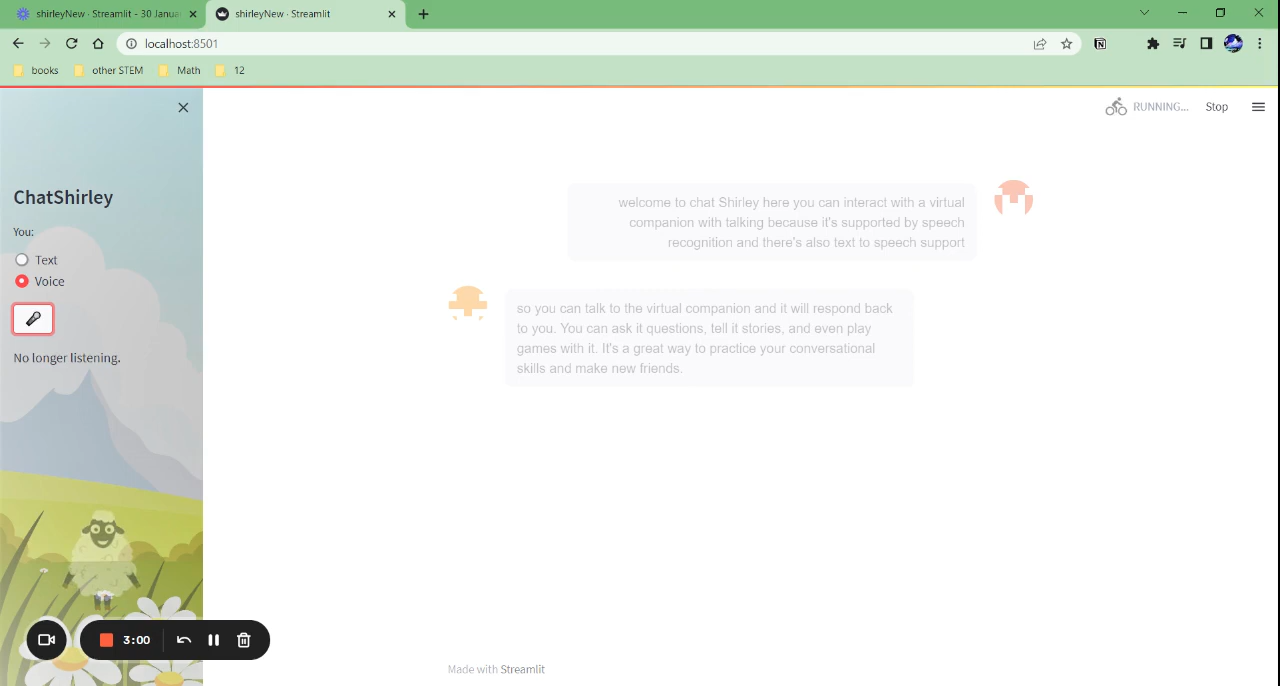 shirleyNew · Streamlit - 30 Janua
shirleyNew · Streamlit
localhost:8501
books
other STEM
Math
12
RUNNING...
Stop
ChatShirley
You:
Text
Voice
No longer listening.
welcome to chat Shirley here you can interact with a virtual
companion with talking because it's supported by speech
recognition and there's also text to speech support
so you can talk to the virtual companion and it will respond back
to you. You can ask it questions, tell it stories, and even play
games with it. It's a great way to practice your conversational
skills and make new friends.
3:00
Made with Streamlit